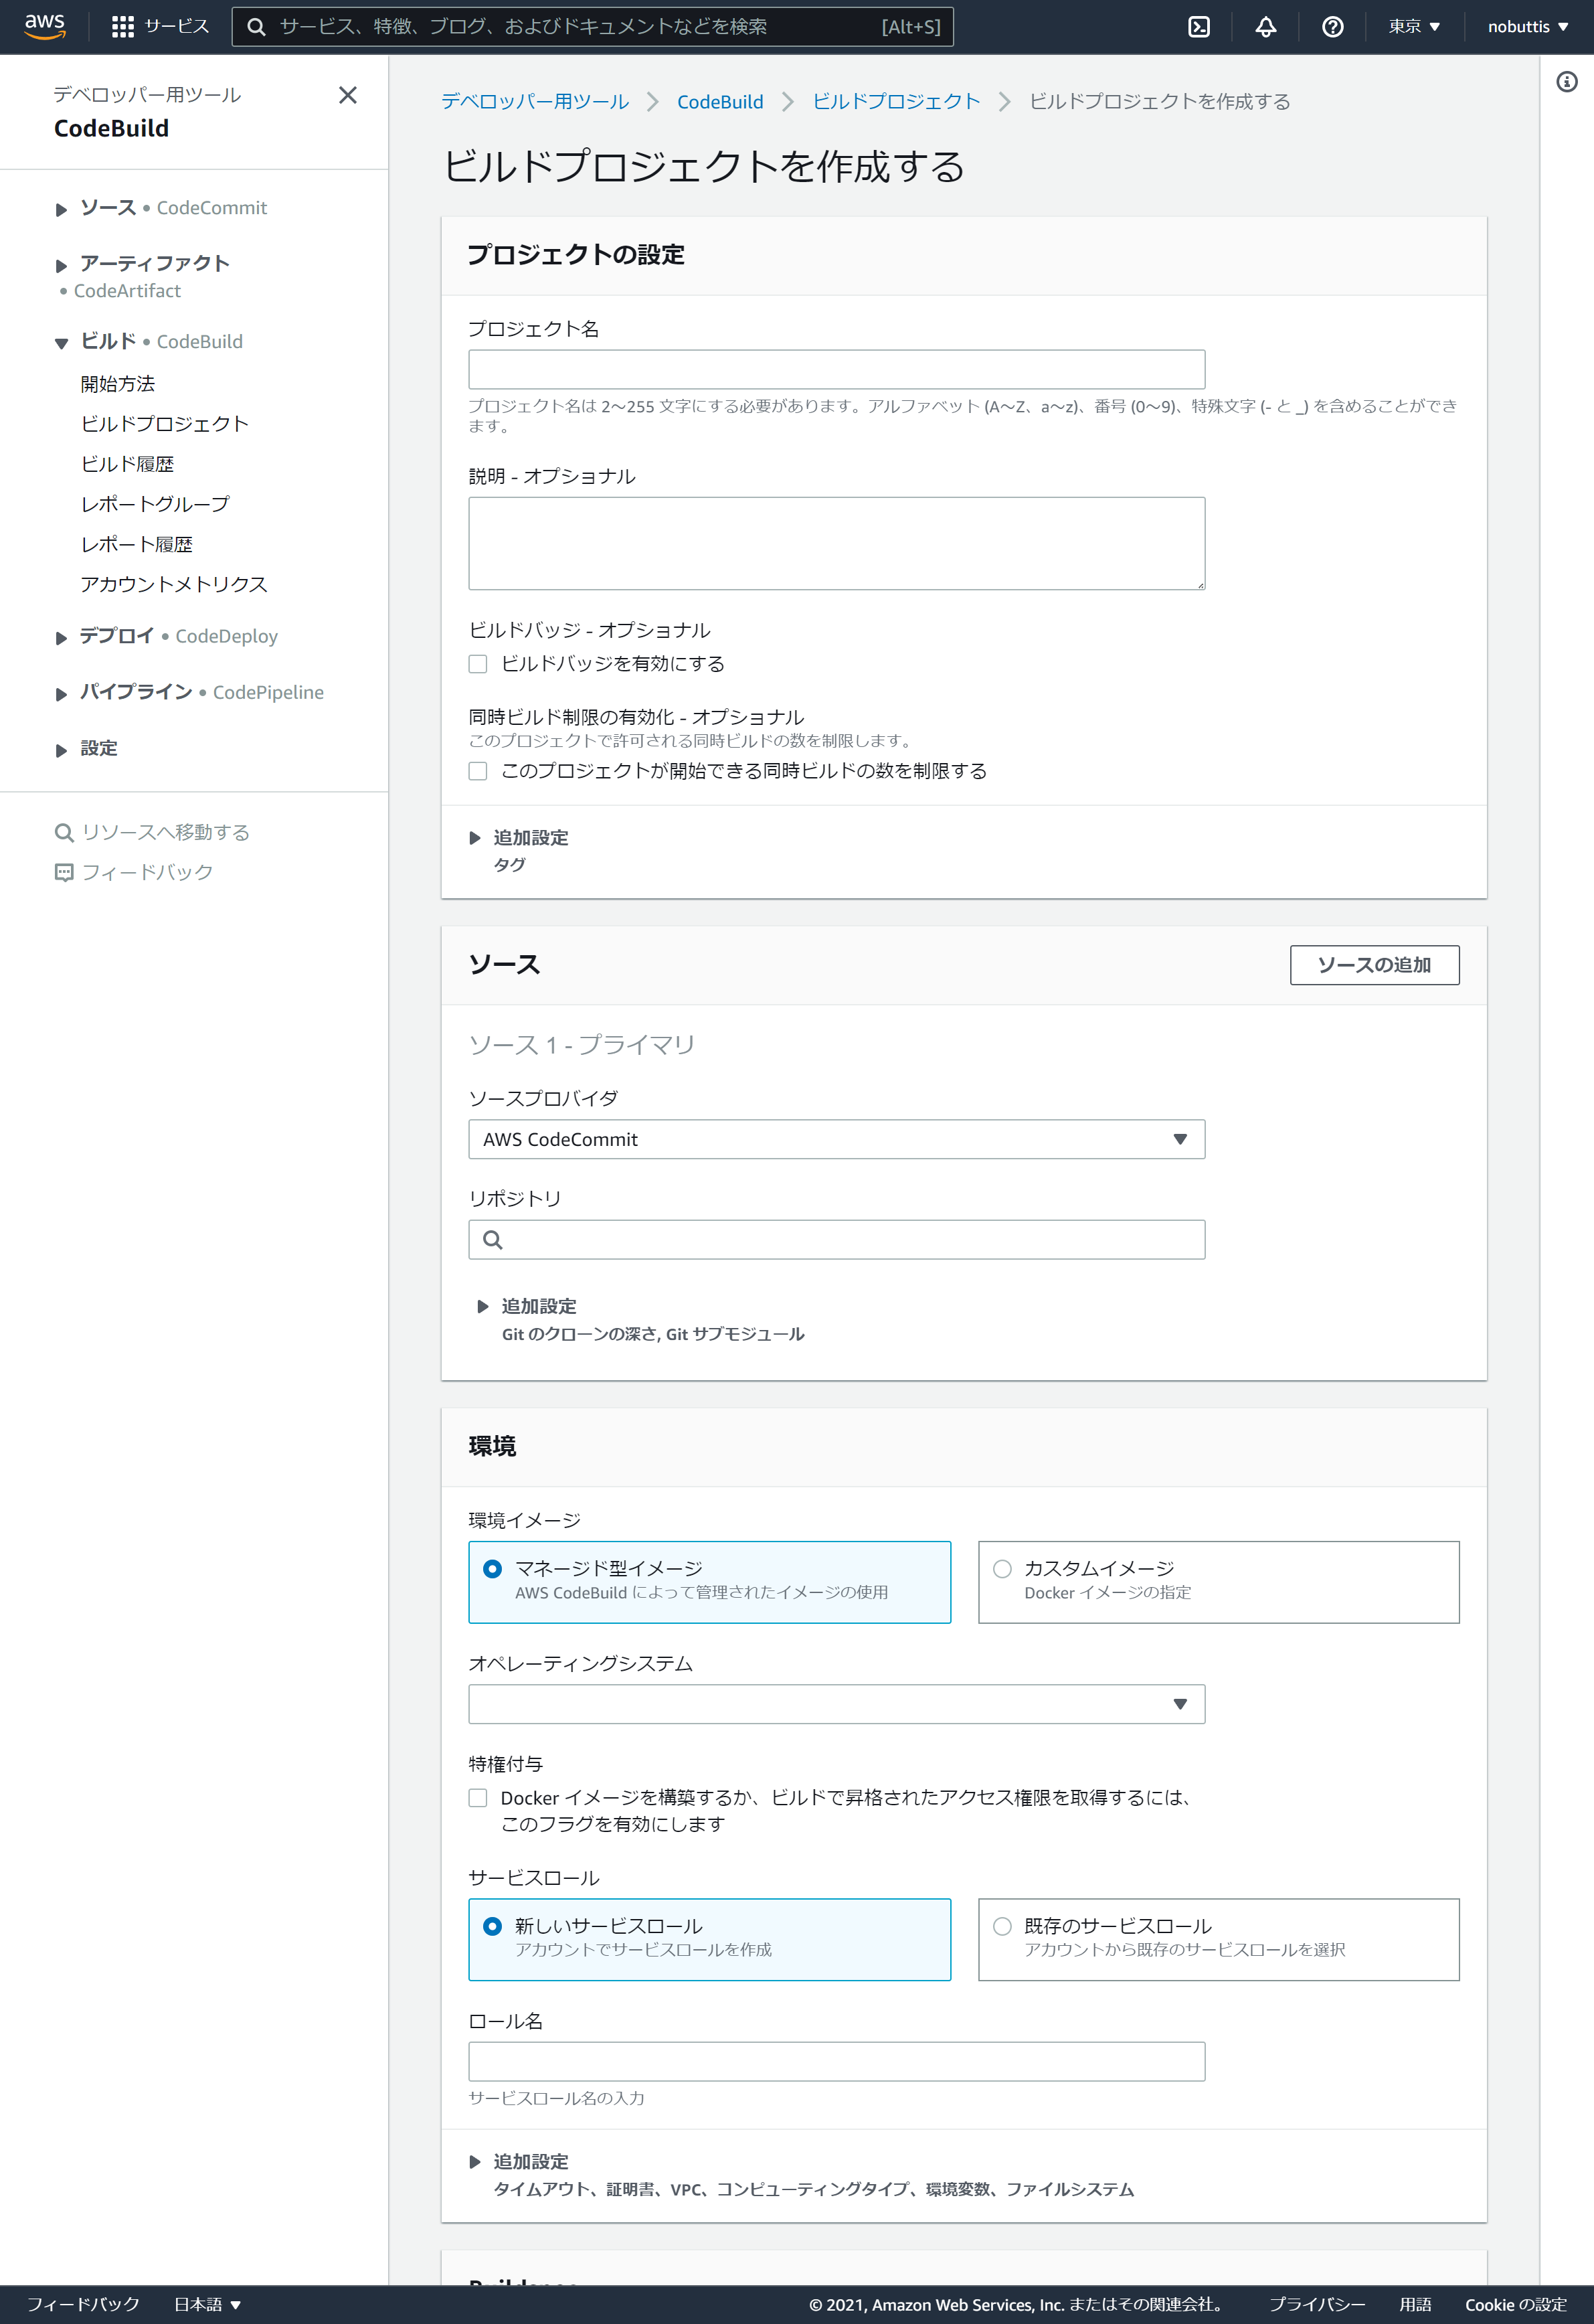 aws
サービス
サービス、特徴、ブログ、およびドキュメントなどを検索
[Alt+S]
東京
nobuttis
デベロッパー用ツール
CodeBuild
ソース • CodeCommit
アーティファクト
• CodeArtifact
ビルド • CodeBuild
開始方法
ビルドプロジェクト
ビルド履歴
レポートグループ
レポート履歴
アカウントメトリクス
デプロイ • CodeDeploy
パイプライン • CodePipeline
設定
リソースへ移動する
フィードバック
デベロッパー用ツール
CodeBuild
ビルドプロジェクト
ビルドプロジェクトを作成する
ビルドプロジェクトを作成する
プロジェクトの設定
プロジェクト名
プロジェクト名は 2～255 文字にする必要があります。アルファベット (A～Z、a～z)、番号 (0～9)、特殊文字 (- と _) を含めることができ
ます。
説明 - オプショナル
ビルドバッジ - オプショナル
ビルドバッジを有効にする
同時ビルド制限の有効化 - オプショナル
このプロジェクトで許可される同時ビルドの数を制限します。
このプロジェクトが開始できる同時ビルドの数を制限する
追加設定
タグ
ソース
ソースの追加
ソース 1 - プライマリ
ソースプロバイダ
AWS CodeCommit
リポジトリ
追加設定
Git のクローンの深さ, Git サブモジュール
環境
環境イメージ
マネージド型イメージ
AWS CodeBuild によって管理されたイメージの使用
カスタムイメージ
Docker イメージの指定
オペレーティングシステム
特権付与
Docker イメージを構築するか、ビルドで昇格されたアクセス権限を取得するには、
このフラグを有効にします
サービスロール
新しいサービスロール
アカウントでサービスロールを作成
既存のサービスロール
アカウントから既存のサービスロールを選択
ロール名
サービスロール名の入力
追加設定
タイムアウト、証明書、VPC、コンピューティングタイプ、環境変数、ファイルシステム
フィードバック
日本語
© 2021, Amazon Web Services, Inc. またはその関連会社。
プライバシー
用語
Cookie の設定